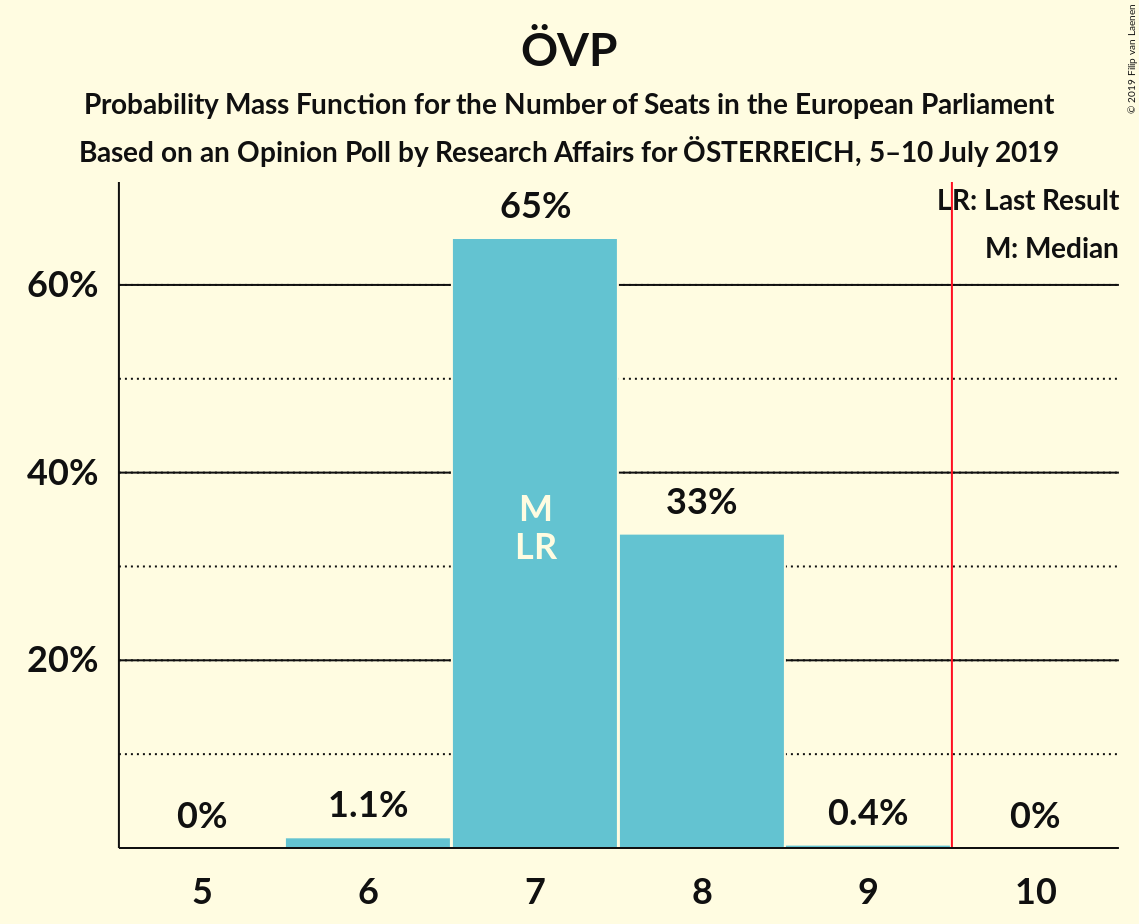 ÖVP
Probability Mass Function for the Number of Seats in the European Parliament
Based on an Opinion Poll by Research Affairs for ÖSTERREICH, 5–10 July 2019
© 2019 Filip van Laenen
LR: Last Result
M: Median
60%
40%
20%
0%
1.1%
65%
M
LR
33%
0.4%
0%
5
6
7
8
9
10